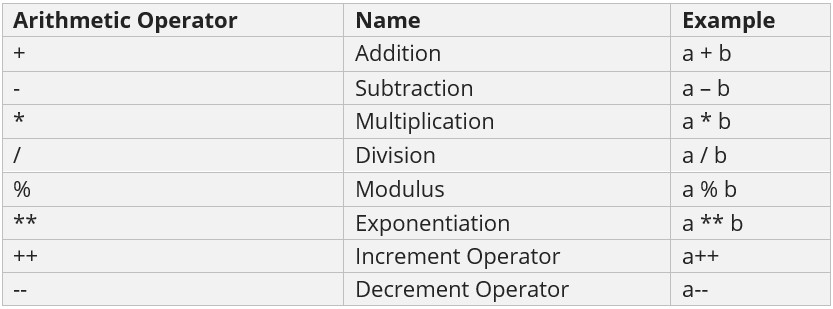 Arithmetic Operator Name Example
+ Addition a + b
- Subtraction a – b
* Multiplication a * b
/ Division a / b
% Modulus a % b
** Exponentiation a ** b
++ Increment Operator a++
-- Decrement Operator a--